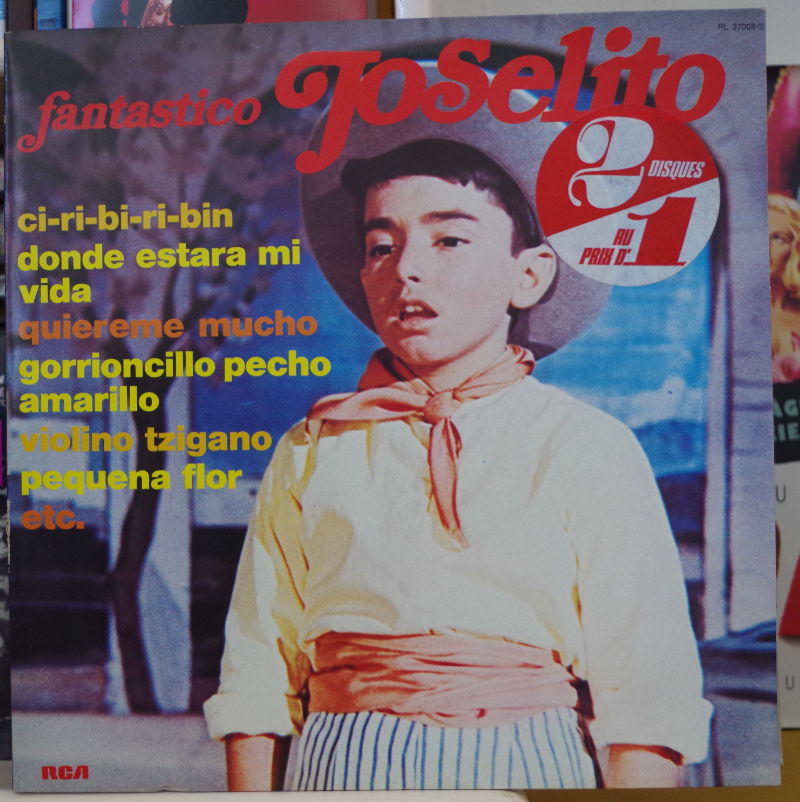 PL 37008
fantastico Joselito
2 DISQUES
AU
PRIX D'1
ci-ri-bi-ri-bin
donde estara mi
vida
quiereme mucho
gorrioncillo pecho
amarillo
violino tzigano
pequena flor
etc.
RCA